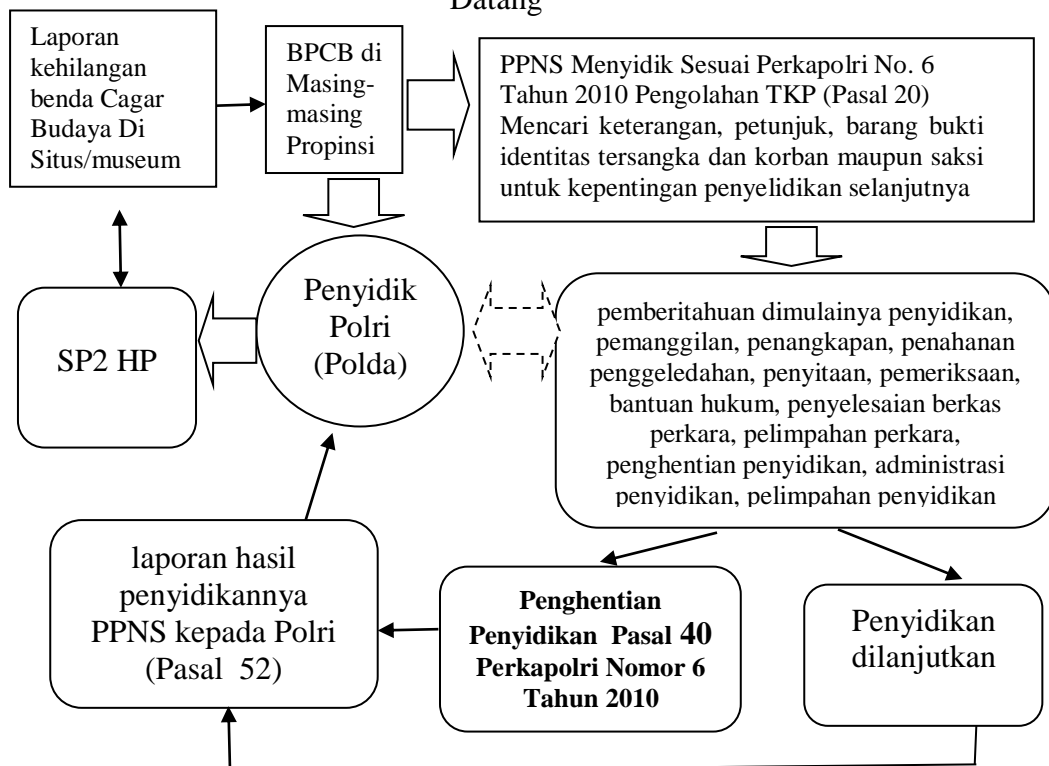 Datang
Laporan
kehilangan
benda Cagar
Budaya Di
Situs/museum
BPCB di
Masing-
masing
Propinsi
PPNS Menyidik Sesuai Perkapolri No. 6
Tahun 2010 Pengolahan TKP (Pasal 20)
Mencari keterangan, petunjuk, barang bukti
identitas tersangka dan korban maupun saksi
untuk kepentingan penyelidikan selanjutnya
SP2 HP
Penyidik
Polri
(Polda)
pemberitahuan dimulainya penyidikan,
pemanggilan, penangkapan, penahanan
penggeledahan, penyitaan, pemeriksaan,
bantuan hukum, penyelesaian berkas
perkara, pelimpahan perkara,
penghentian penyidikan, administrasi
penyidikan, pelimpahan penyidikan
laporan hasil
penyidikannya
PPNS kepada Polri
(Pasal 52)
Penghentian
Penyidikan Pasal 40
Perkapolri Nomor 6
Tahun 2010
Penyidikan
dilanjutkan